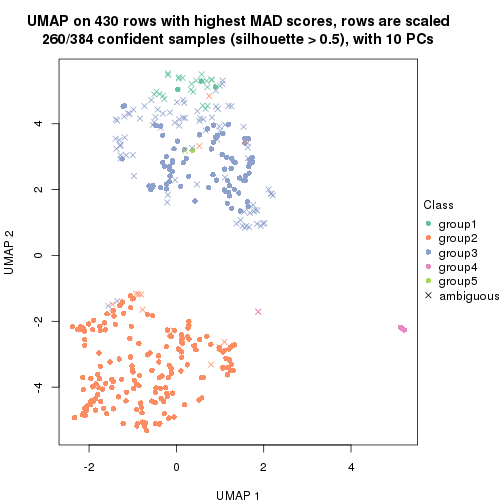 UMAP on 430 rows with highest MAD scores, rows are scaled
260/384 confident samples (silhouette > 0.5), with 10 PCs
4
2
0
-2
-4
UMAP 2
-2
0
2
4
UMAP 1
Class
group1
group2
group3
group4
group5
ambiguous